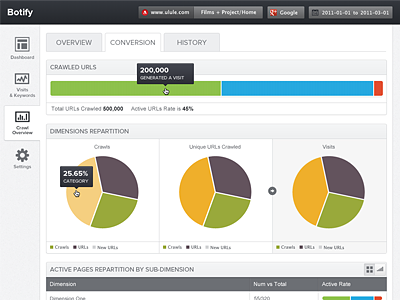 Botify
www.ulule.com
Films + Project/Home
Google
2011-01-01 to 2011-03-01
Dashboard
Visits
& Keywords
Crawl
Overview
Settings
OVERVIEW
CONVERSION
HISTORY
CRAWLED URLS
200,000
GENERATED A VISIT
Total URLs Crawled 500,000
Active URLs Rate is 45%
DIMENSIONS REPARTITION
Crawls
Unique URLs Crawled
Visits
25.65%
CATEGORY
Crawls
URLs
New URLs
Crawls
URLs
New URLs
Crawls
URLs
New URLs
ACTIVE PAGES REPARTITION BY SUB-DIMENSION
Dimension
Num vs Total
Active Rate
Dimension One
55/320